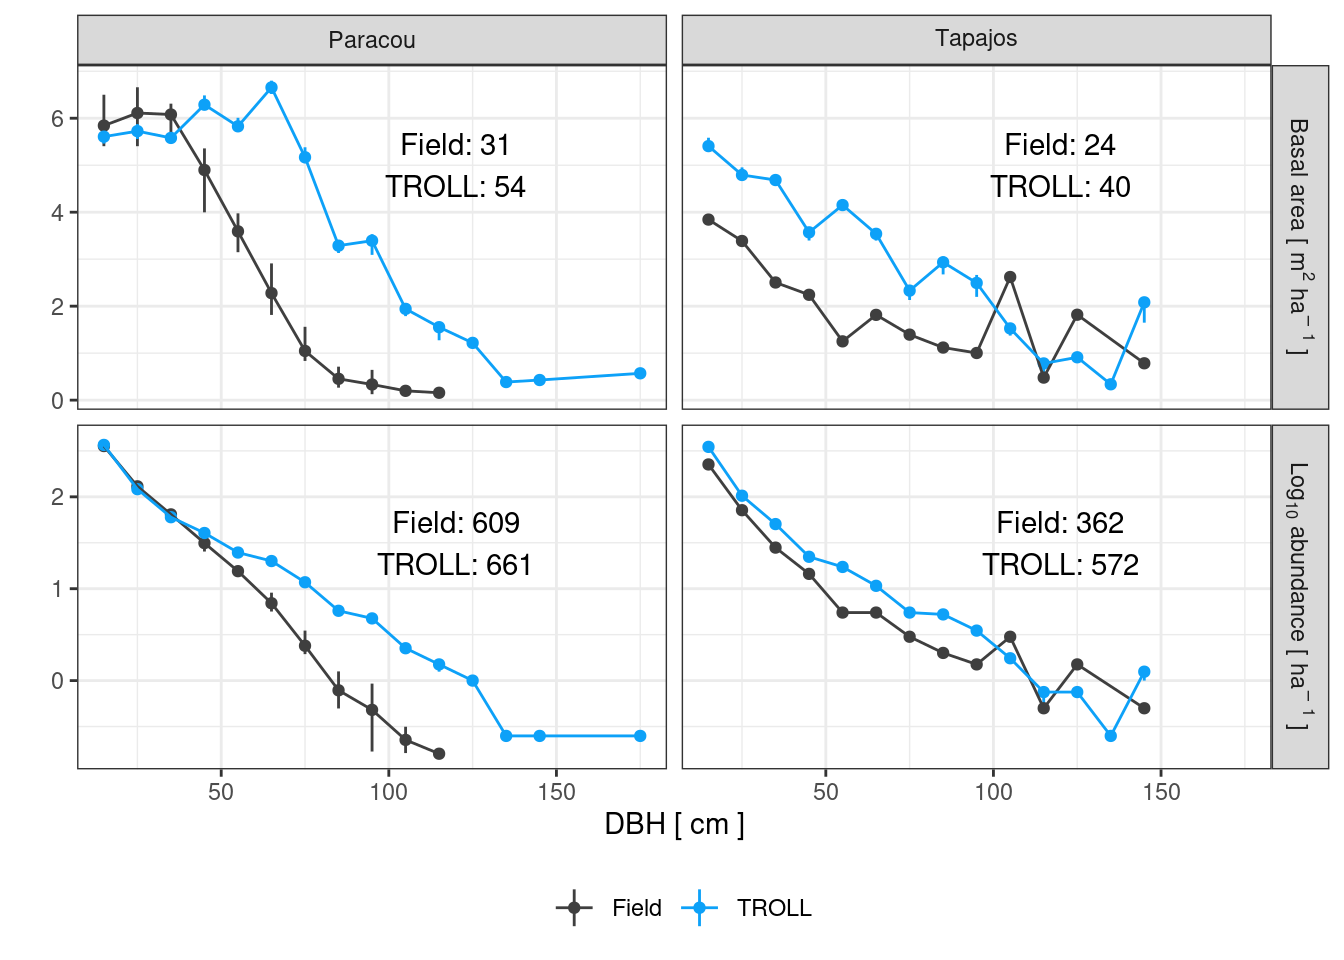 Paracou
Tapajos
6
4
2
0
Field: 31
TROLL: 54
Field: 24
TROLL: 40
Basal area [ m² ha⁻¹ ]
2
1
0
Field: 609
TROLL: 661
Field: 362
TROLL: 572
Log₁₀ abundance [ ha⁻¹ ]
50 100 150
50 100 150
DBH [ cm ]
Field TROLL